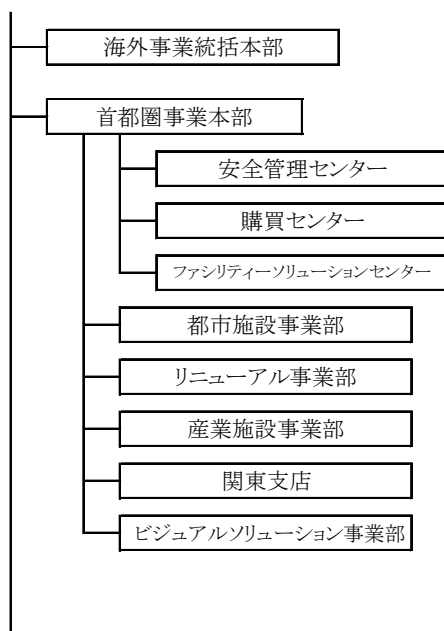 海外事業統括本部
首都圏事業本部
安全管理センター
購買センター
ファシリティーソリューションセンター
都市施設事業部
リニューアル事業部
産業施設事業部
関東支店
ビジュアルソリューション事業部